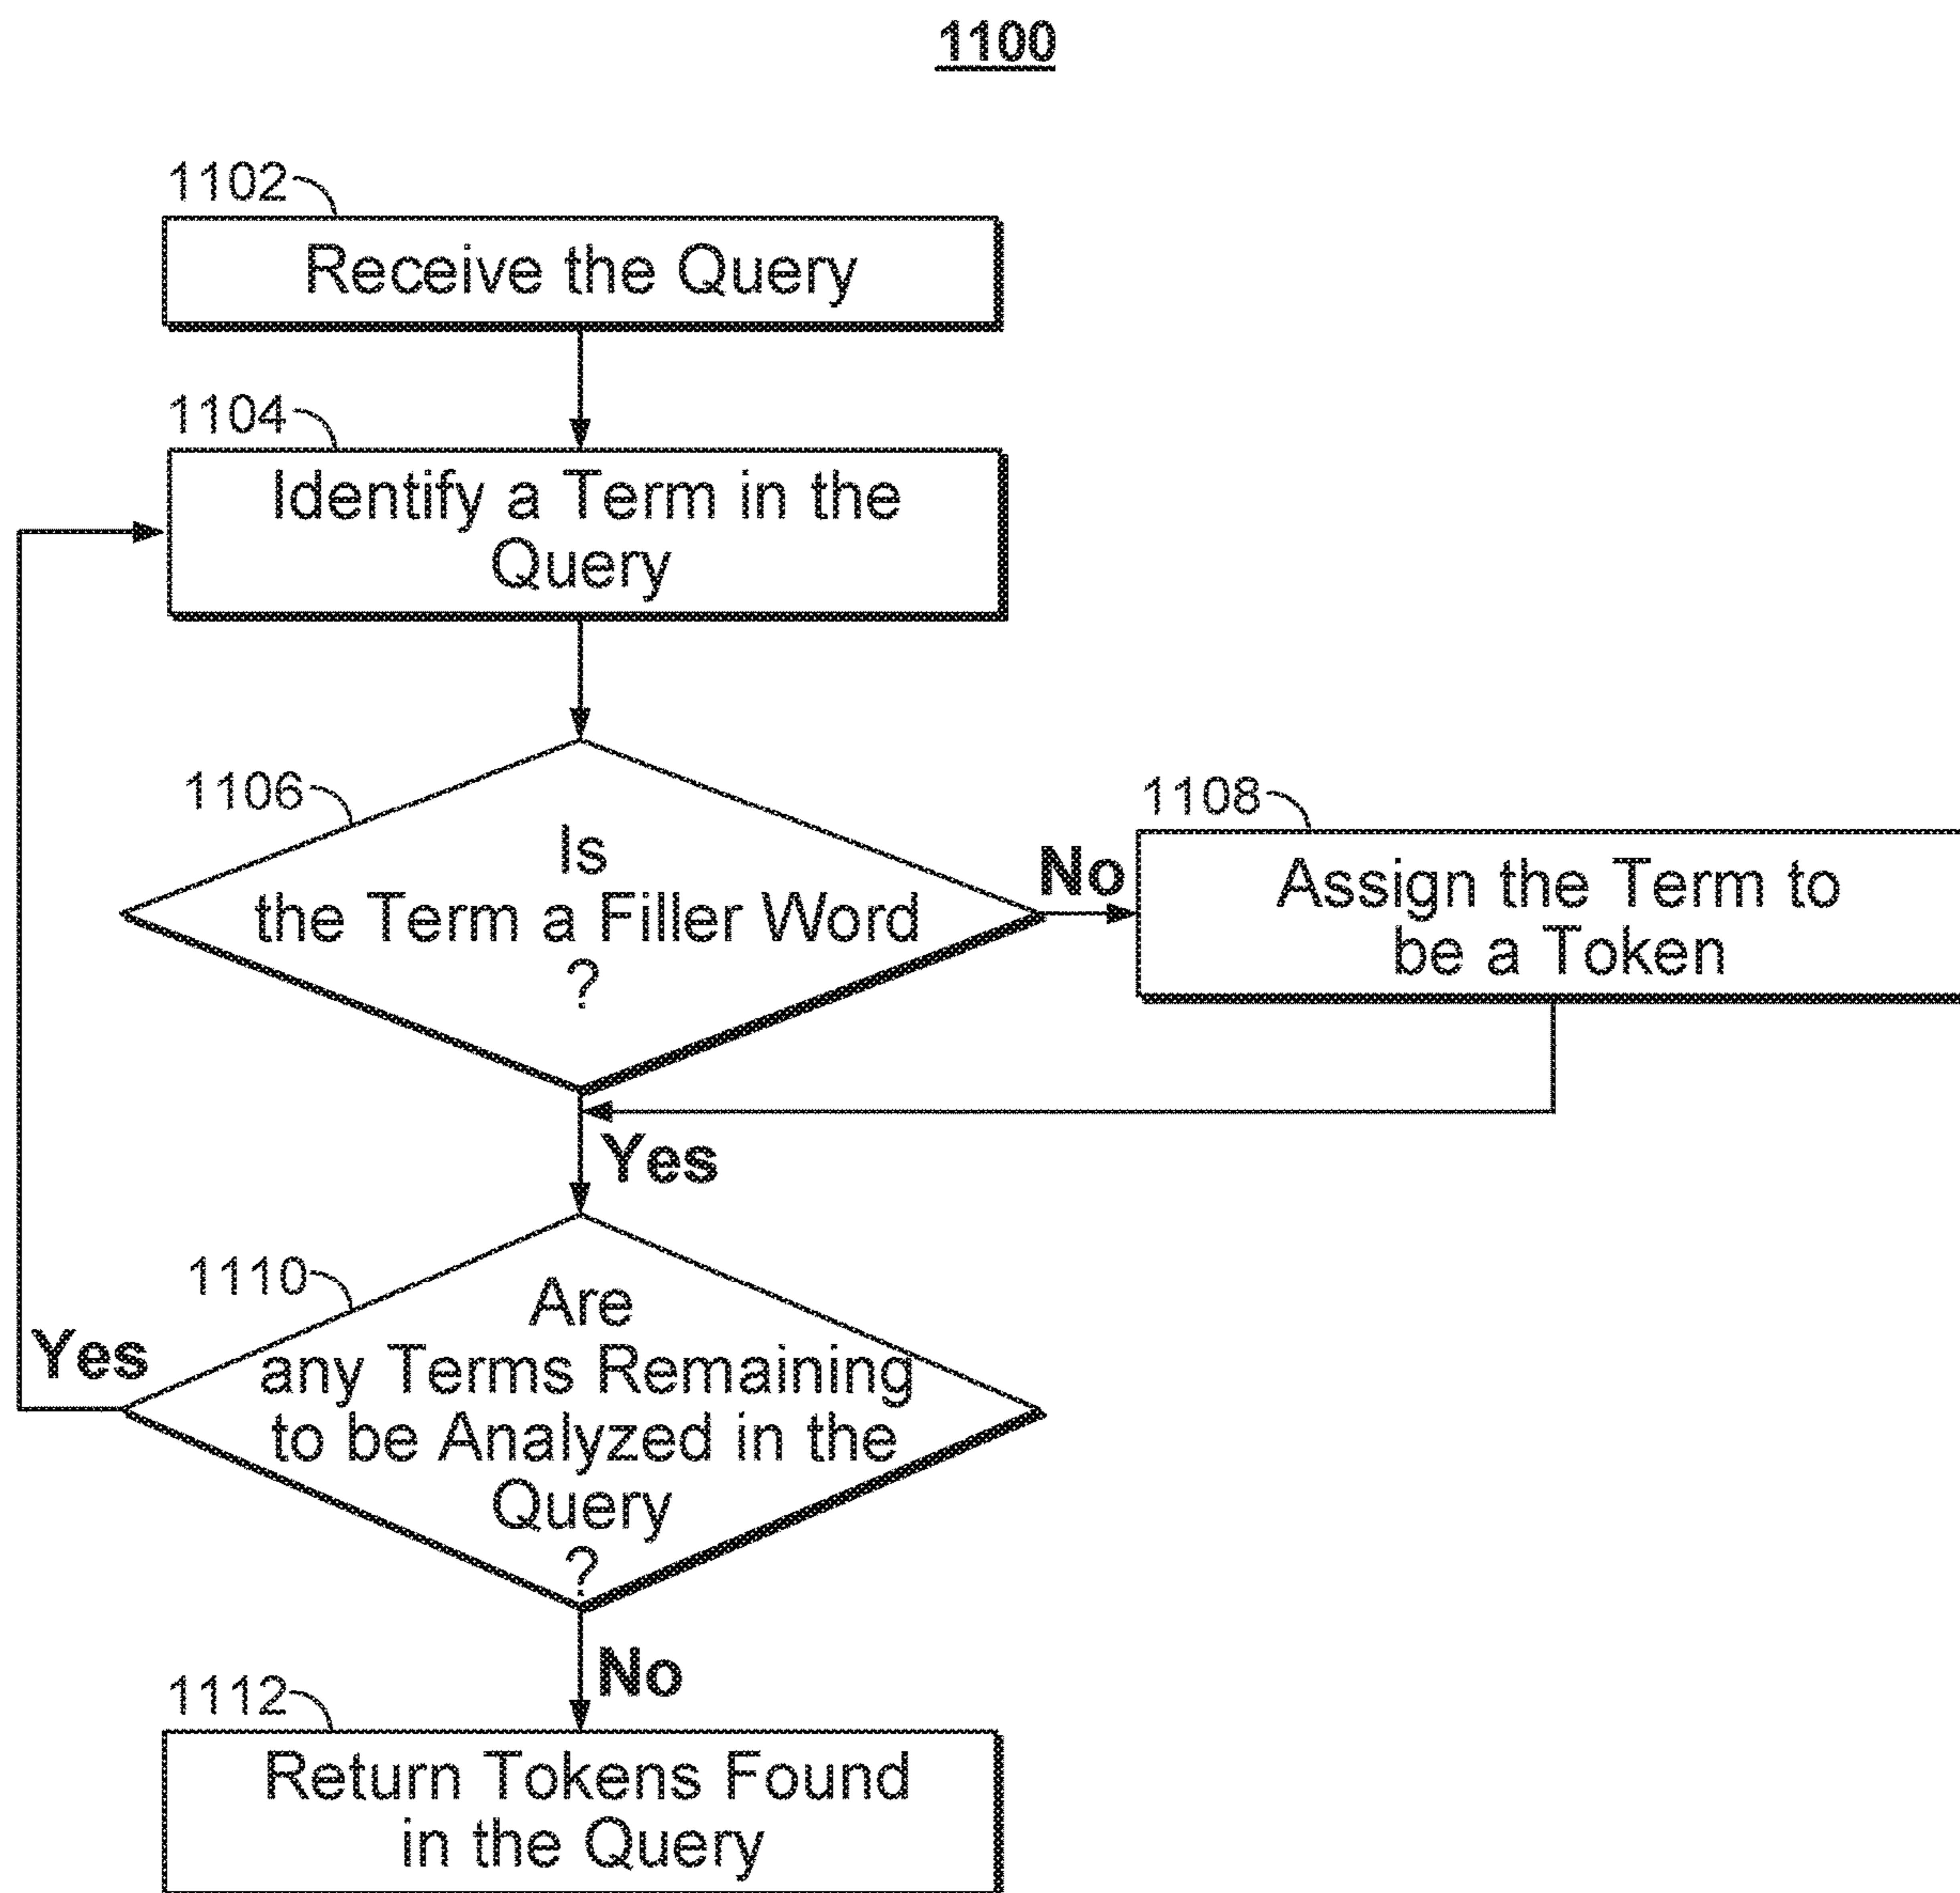 1100
1102
Receive the Query
1104
Identify a Term in the
Query
1106
Is
the Term a Filler Word
?
No
1108
Assign the Term to
be a Token
Yes
1110
Are
any Terms Remaining
to be Analyzed in the
Query
?
Yes
No
1112
Return Tokens Found
in the Query